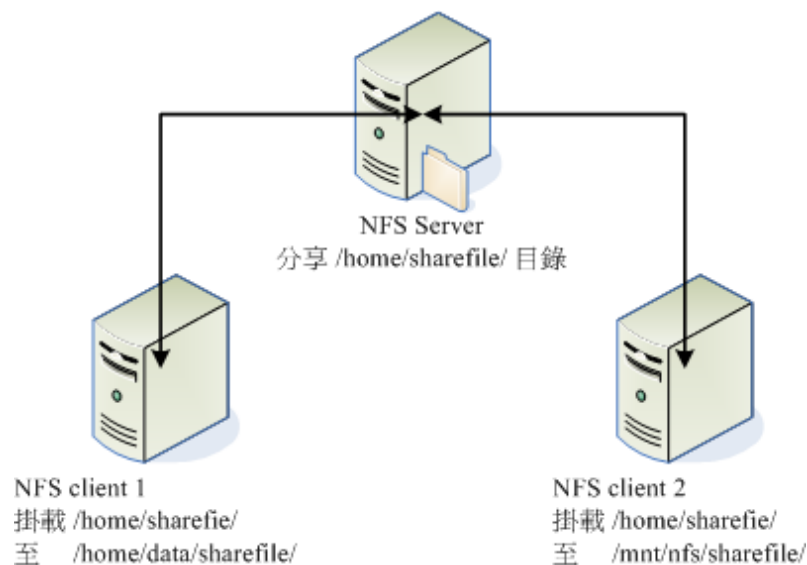 NFS Server
分享 /home/sharefile/ 目錄
NFS client 1
掛載 /home/sharefie/
至 /home/data/sharefile/
NFS client 2
掛載 /home/sharefie/
至 /mnt/nfs/sharefile/